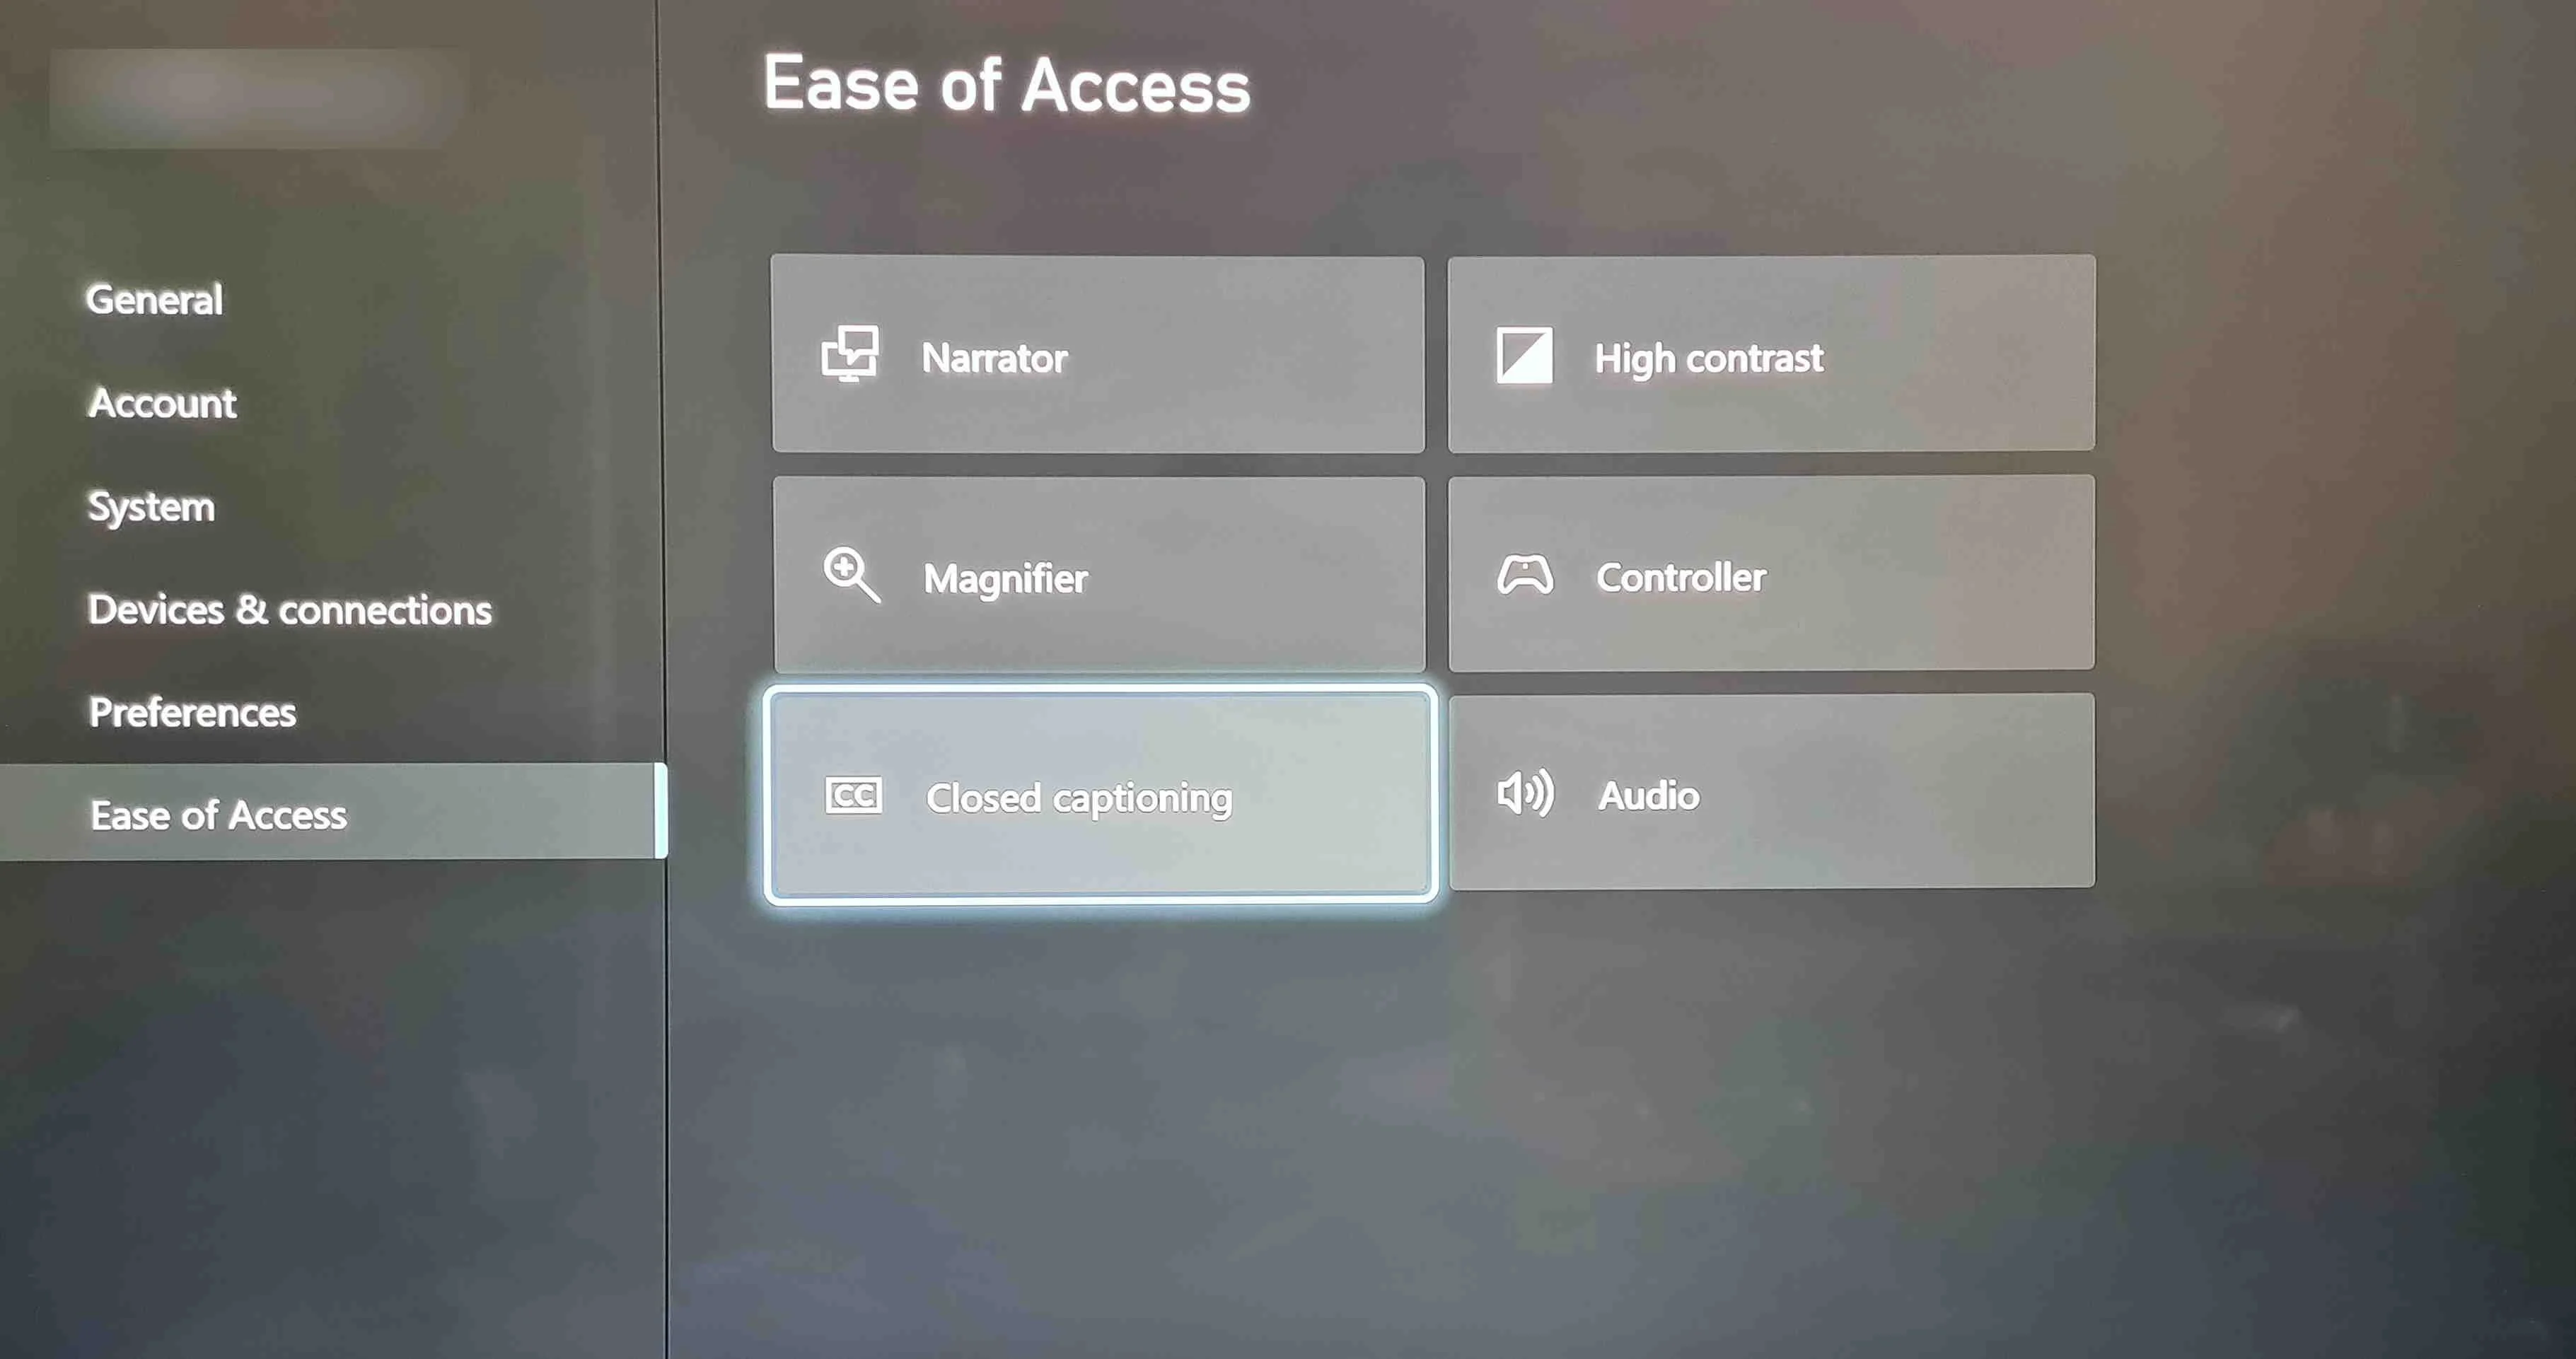 Ease of Access
General
Account
System
Devices & connections
Preferences
Ease of Access
Narrator
High contrast
Magnifier
Controller
CC Closed captioning
Audio